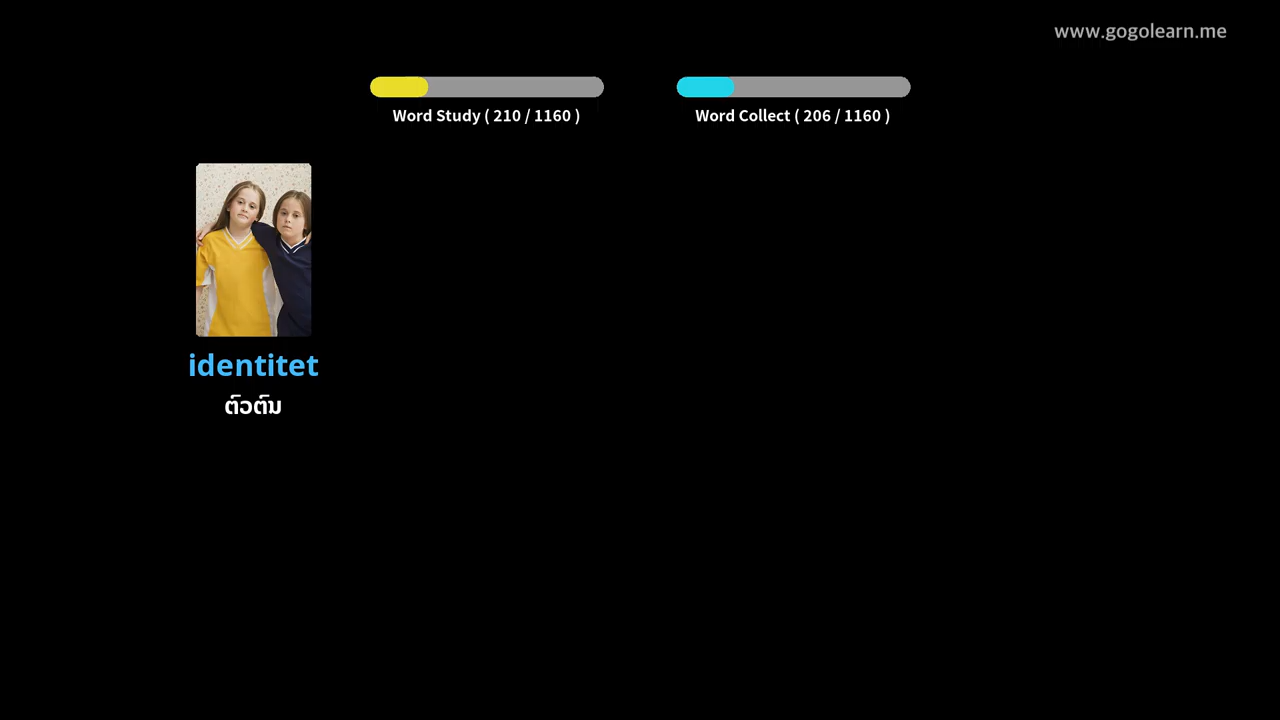 www.gogolearn.me
Word Study ( 210 / 1160 )
Word Collect ( 206 / 1160 )
identitet
ຕົວຕົນ